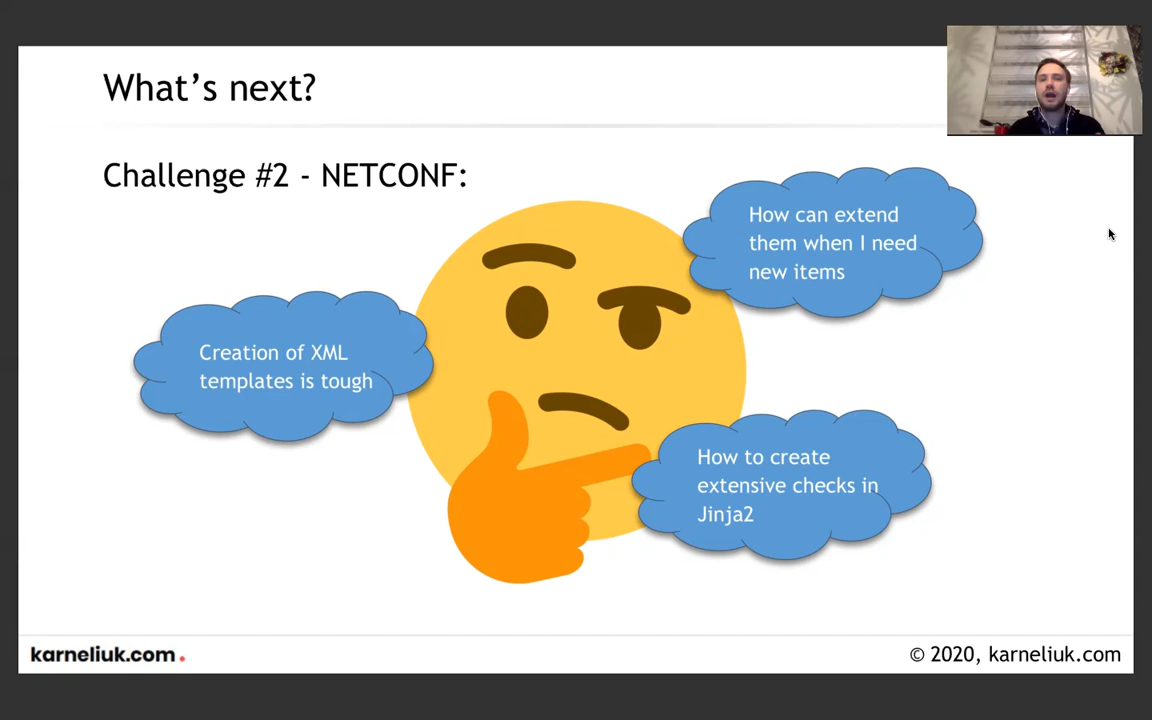 What's next?
Challenge #2 - NETCONF:
How can extend
them when I need
new items
Creation of XML
templates is tough
How to create
extensive checks in
Jinja2
karneliuk.com.
© 2020, karneliuk.com